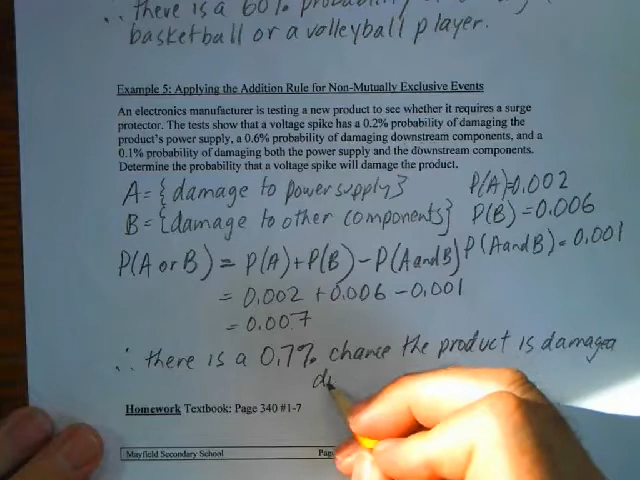 ∴ there is a 60% 
basketball or a volleyball player.
Example 5: Applying the Addition Rule for Non-Mutually Exclusive Events
An electronics manufacturer is testing a new product to see whether it requires a surge
protector. The tests show that a voltage spike has a 0.2% probability of damaging the
product's power supply, a 0.6% probability of damaging downstream components, and a
0.1% probability of damaging both the power supply and the downstream components.
Determine the probability that a voltage spike will damage the product.
A = { damage to power supply} P(A)=0.002
B = {damage to other components} P(B) = 0.006
P(A or B) = P(A) + P(B) - P(A and B) P(A and B) = 0.001
= 0.002 + 0.006 - 0.001
= 0.007
∴ there is a 0.7% chance the product is damaged
Homework Textbook: Page 340 #1-7
Mayfield Secondary School